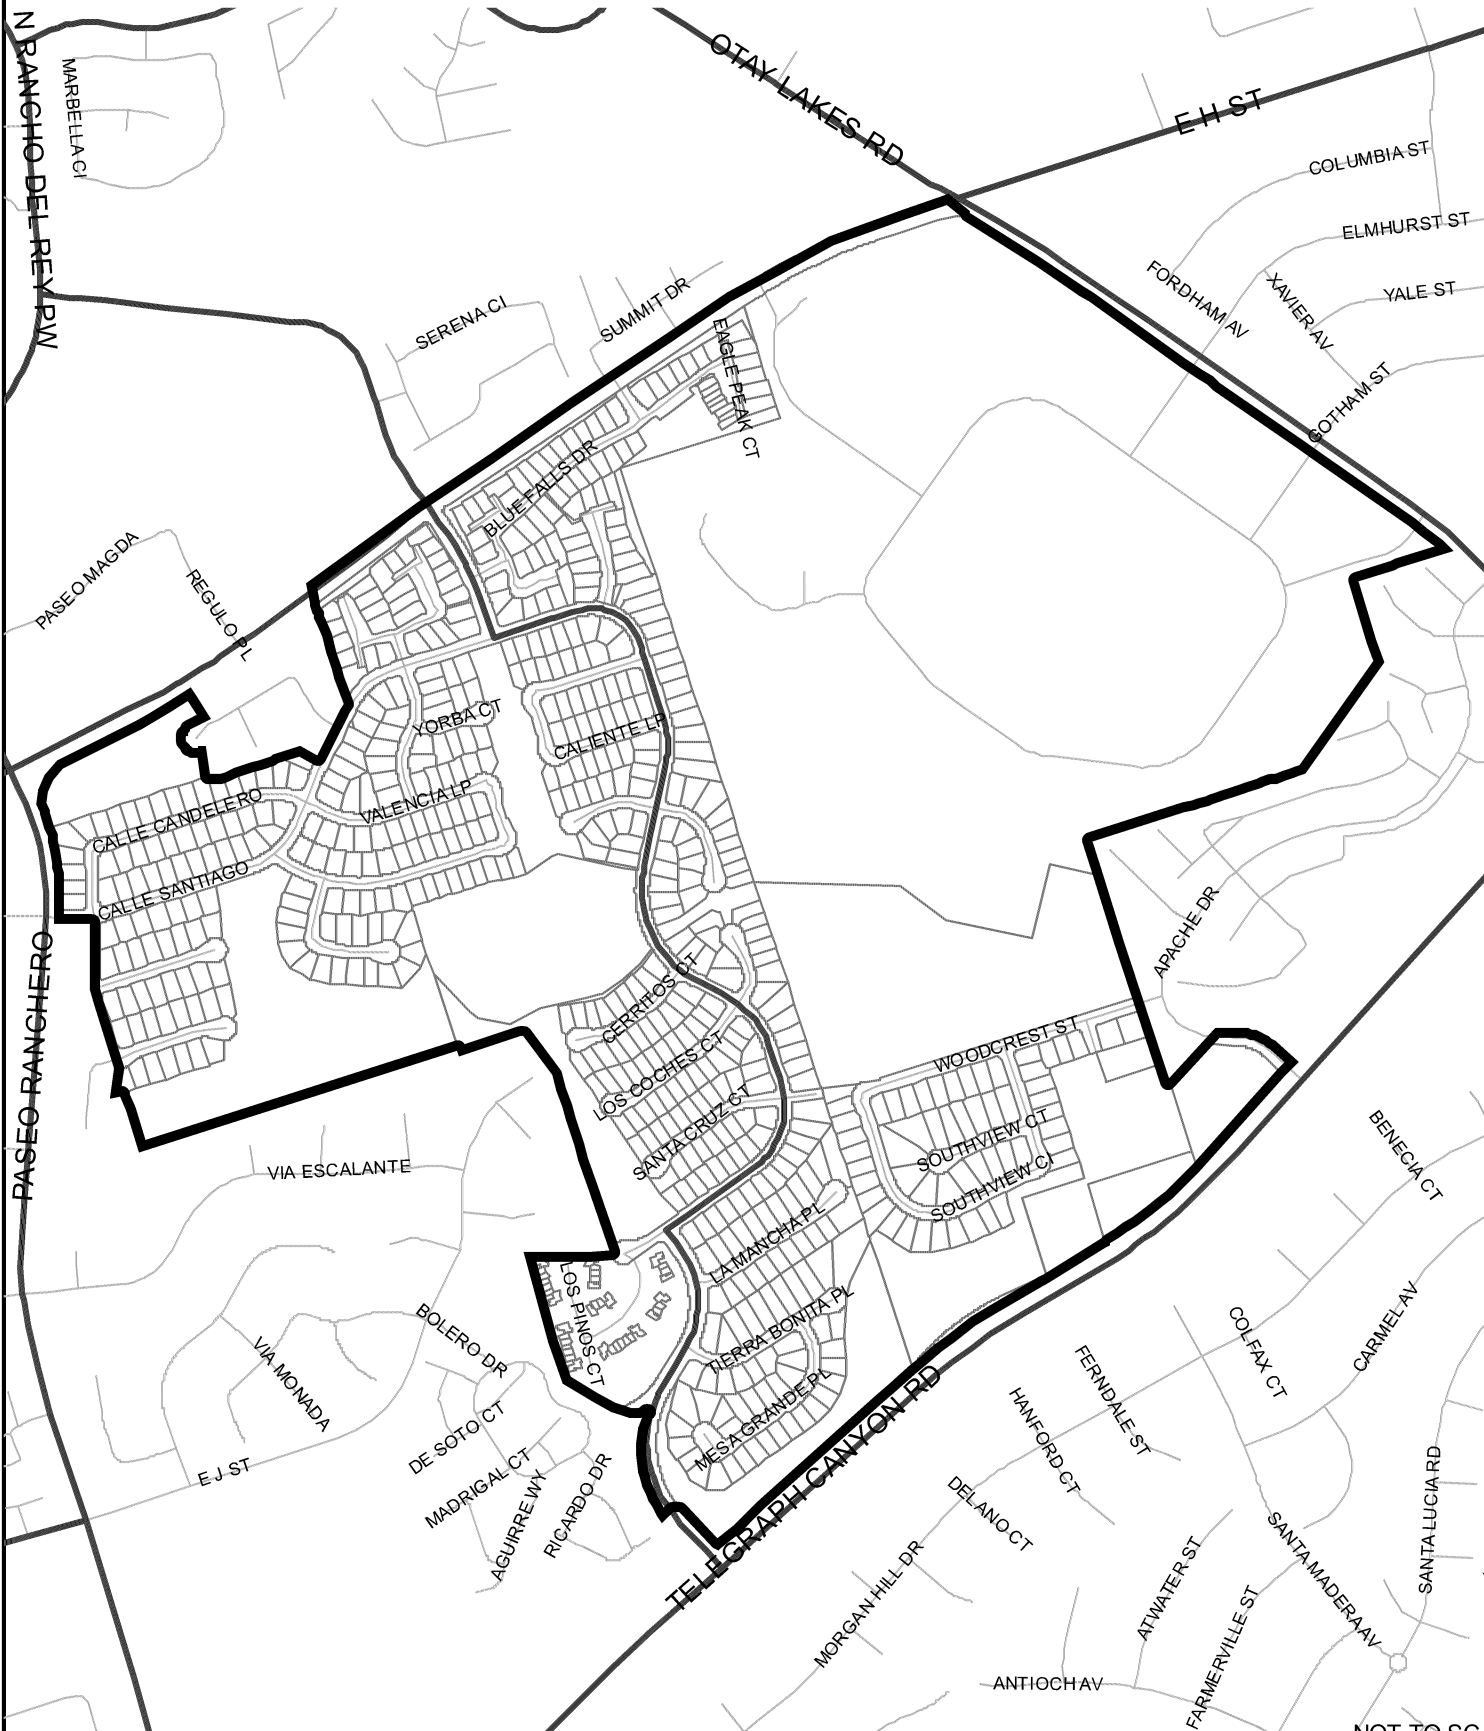 N RANCHO DEL REY PW
MARBELLA CI
OTAY LAKES RD
E H ST
COLUMBIA ST
ELMHURST ST
FORDHAM AV
XAVIER AV
YALE ST
GOTHAM ST
SERENA CI
SUMMIT DR
EAGLE PEAK CT
BLUE FALLS DR
PASEO MAGDA
REGULO PL
YORBA CT
CALIENTE LP
CALLE CANDELERO
VALENCIA LP
CALLE SANTIAGO
PASEO RANCHERO
APACHE DR
CERRITOS CT
LOS COCHES CT
WOODCREST ST
SANTA CRUZ CT
SOUTHVIEW CT
SOUTHVIEW CI
BENECIA CT
VIA ESCALANTE
LA MANCHA PL
LOS PINOS CT
TIERRA BONITA PL
BOLERO DR
VIA MONADA
COLFAX CT
CARMEL AV
FERNDALE ST
MESA GRANDE PL
TELEGRAPH CANYON RD
HANFORD CT
DE SOTO CT
E J ST
MADRIGAL CT
AGUIRRE WY
RICARDO DR
DELANO CT
SANTA LUCIA RD
SANTA MADERA AV
MORGAN HILL DR
ATWATER ST
FARMERVILLE ST
ANTIOCH AV
NOT TO SC